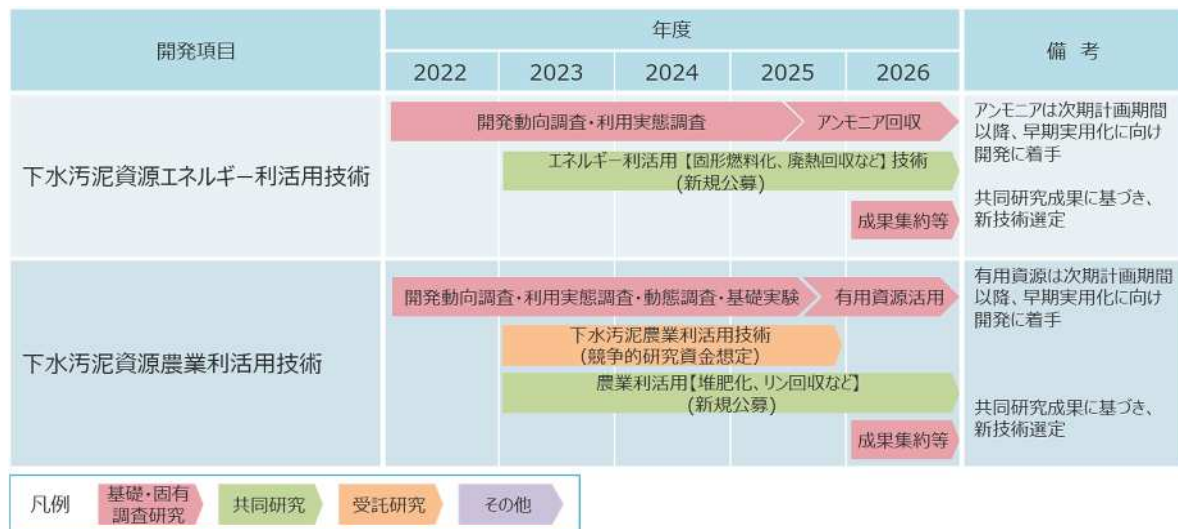 開発項目
年度
備 考
2022
2023
2024
2025
2026
下水汚泥資源エネルギー利活用技術
開発動向調査・利用実態調査
アンモニア回収
エネルギー利活用【固形燃料化、廃熱回収など】技術
(新規公募)
成果集約等
アンモニアは次期計画期間
以降、早期実用化に向け
開発に着手
共同研究成果に基づき、
新技術選定
下水汚泥資源農業利活用技術
開発動向調査・利用実態調査・動態調査・基礎実験
有用資源活用
下水汚泥農業利活用技術
(競争的研究資金想定)
農業利活用【堆肥化、リン回収など】
(新規公募)
成果集約等
有用資源は次期計画期間
以降、早期実用化に向け
開発に着手
共同研究成果に基づき、
新技術選定
凡例
基礎・固有
調査研究
共同研究
受託研究
その他